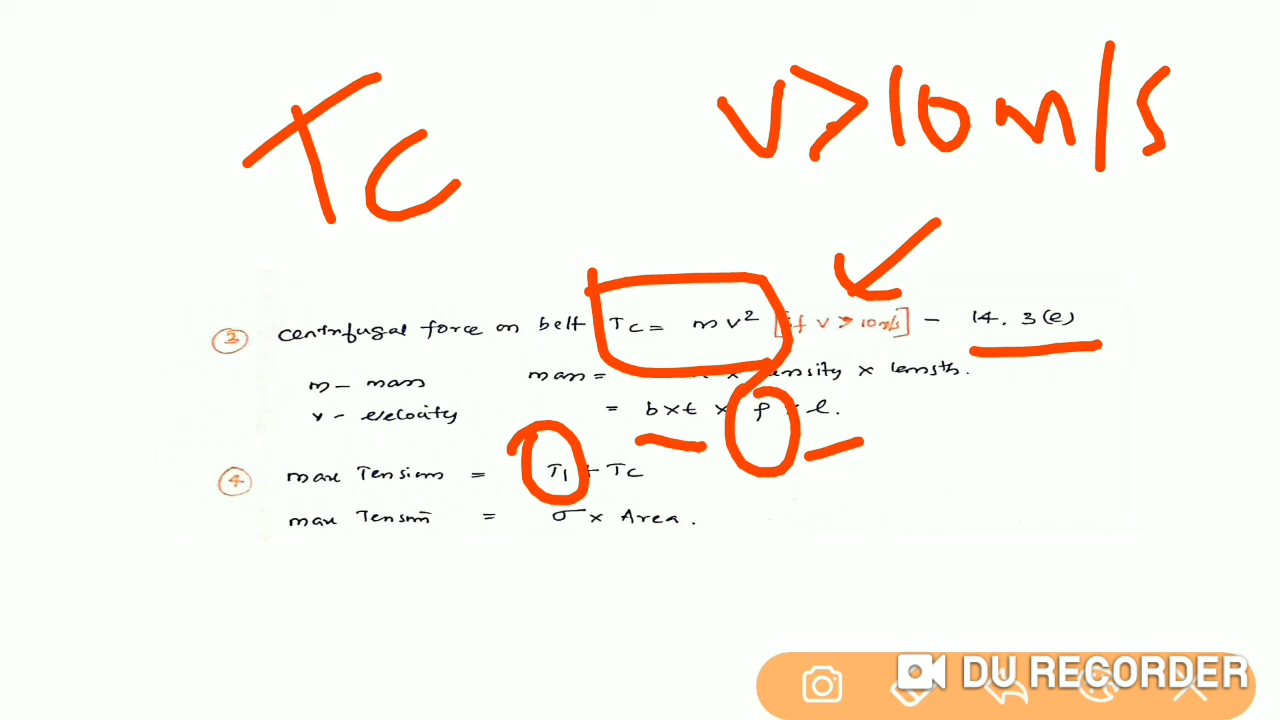 Tc
V>10m/s
③ centrifugal force on belt Tc = mv² [if v > 10m/s] - 14.3(e)
m - mass mass = × density × length.
v - velocity = b×t × ρ × l.
④ max Tension = T1 + Tc
max Tension = σ × Area.
DU RECORDER